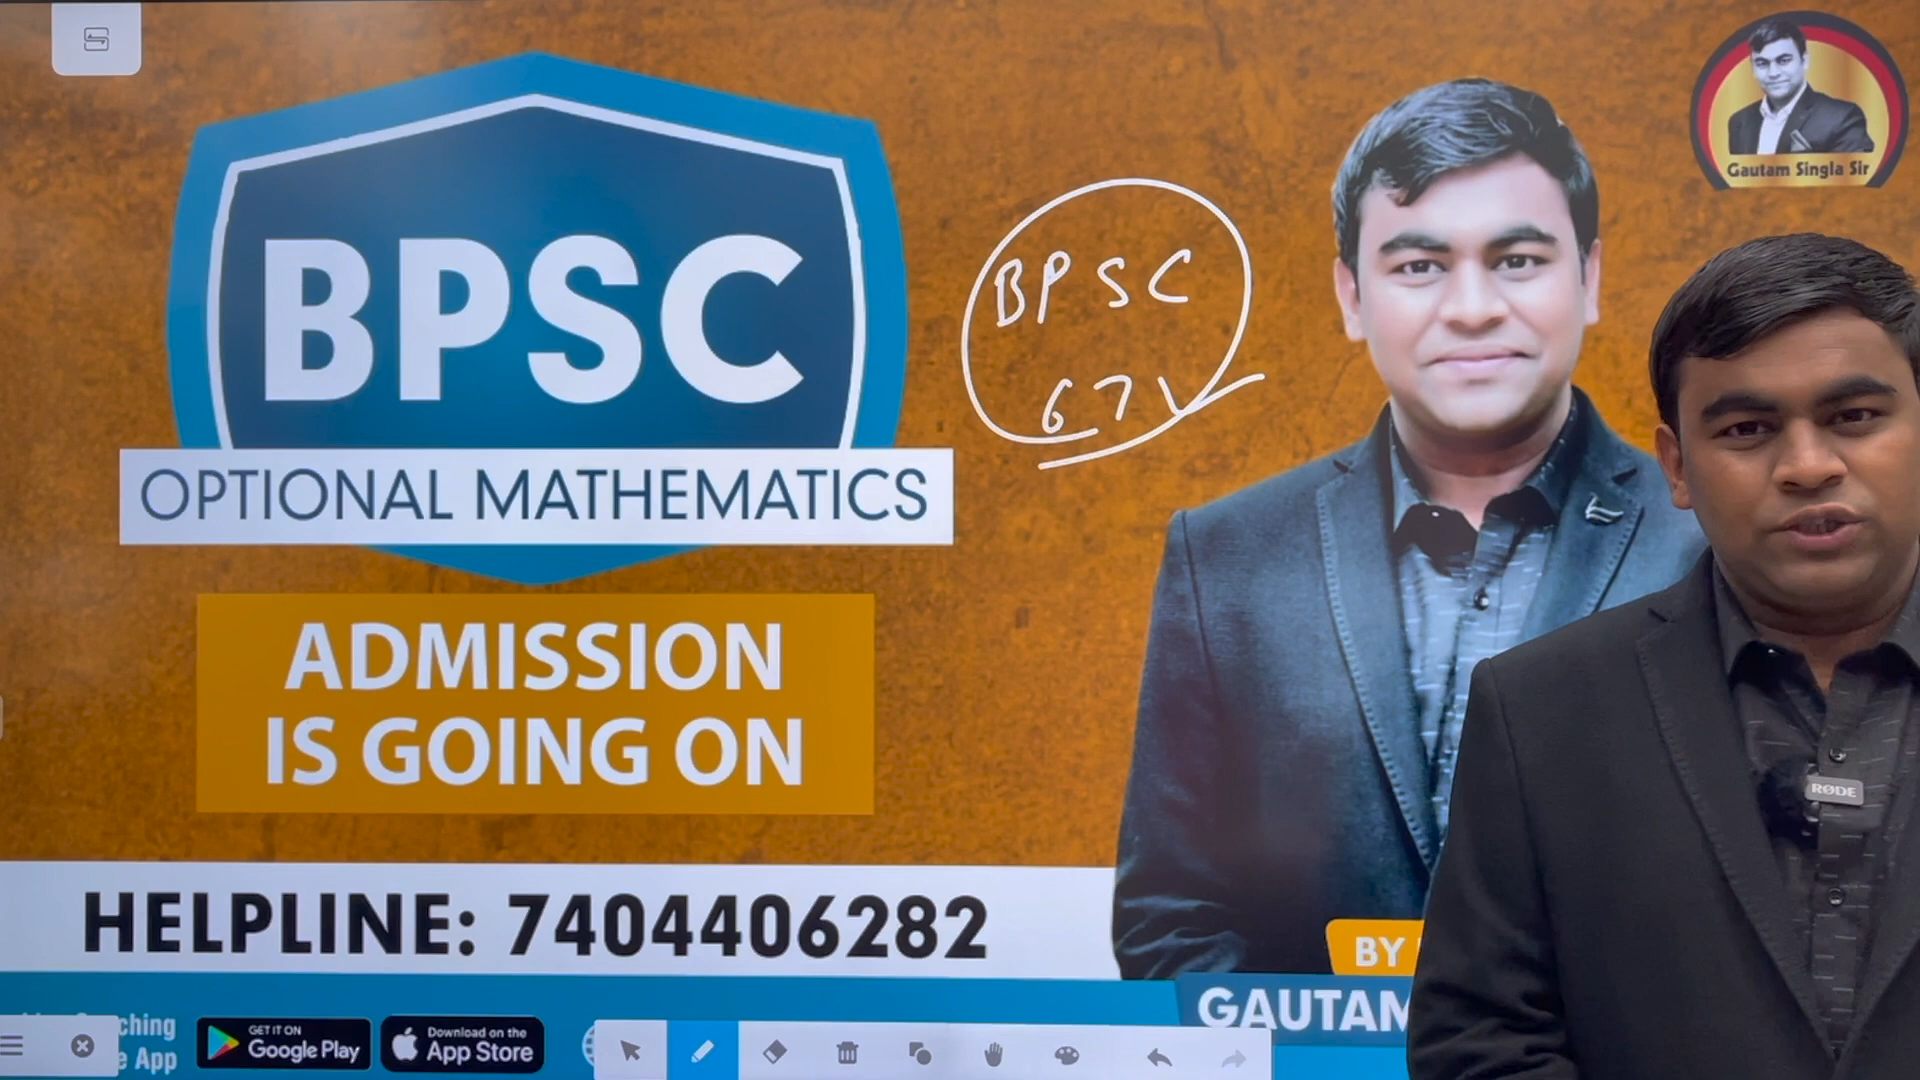 BPSC
OPTIONAL MATHEMATICS
ADMISSION
IS GOING ON
HELPLINE: 7404406282
BPSC
67
Gautam Singla Sir
RØDE
BY
GAUTAM
ching
App
GET IT ON
Google Play
Download on the
App Store